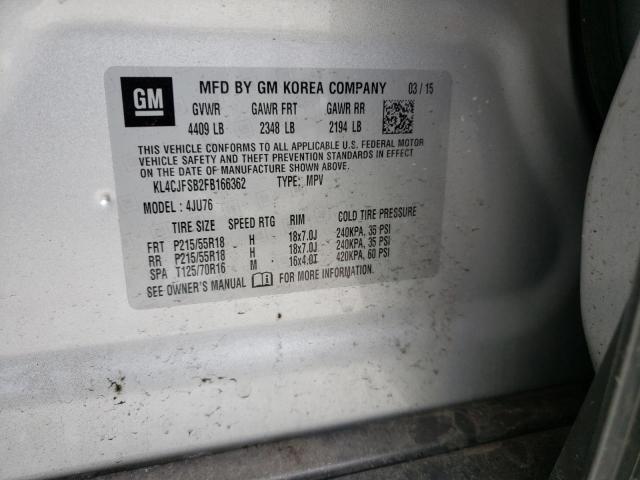 GM
MFD BY GM KOREA COMPANY 03 / 15
GVWR GAWR FRT GAWR RR
4409 LB 2348 LB 2194 LB
THIS VEHICLE CONFORMS TO ALL APPLICABLE U.S. FEDERAL MOTOR
VEHICLE SAFETY AND THEFT PREVENTION STANDARDS IN EFFECT
ON THE DATE OF MANUFACTURE SHOWN ABOVE.
KL4CJFSB2FB166362 TYPE: MPV
MODEL : 4JU76
TIRE SIZE SPEED RTG RIM COLD TIRE PRESSURE
FRT P215/55R18 H 18x7.0J 240KPA, 35 PSI
RR P215/55R18 H 18x7.0J 240KPA, 35 PSI
SPA T125/70R16 M 16x4.0T 420KPA, 60 PSI
SEE OWNER'S MANUAL FOR MORE INFORMATION.